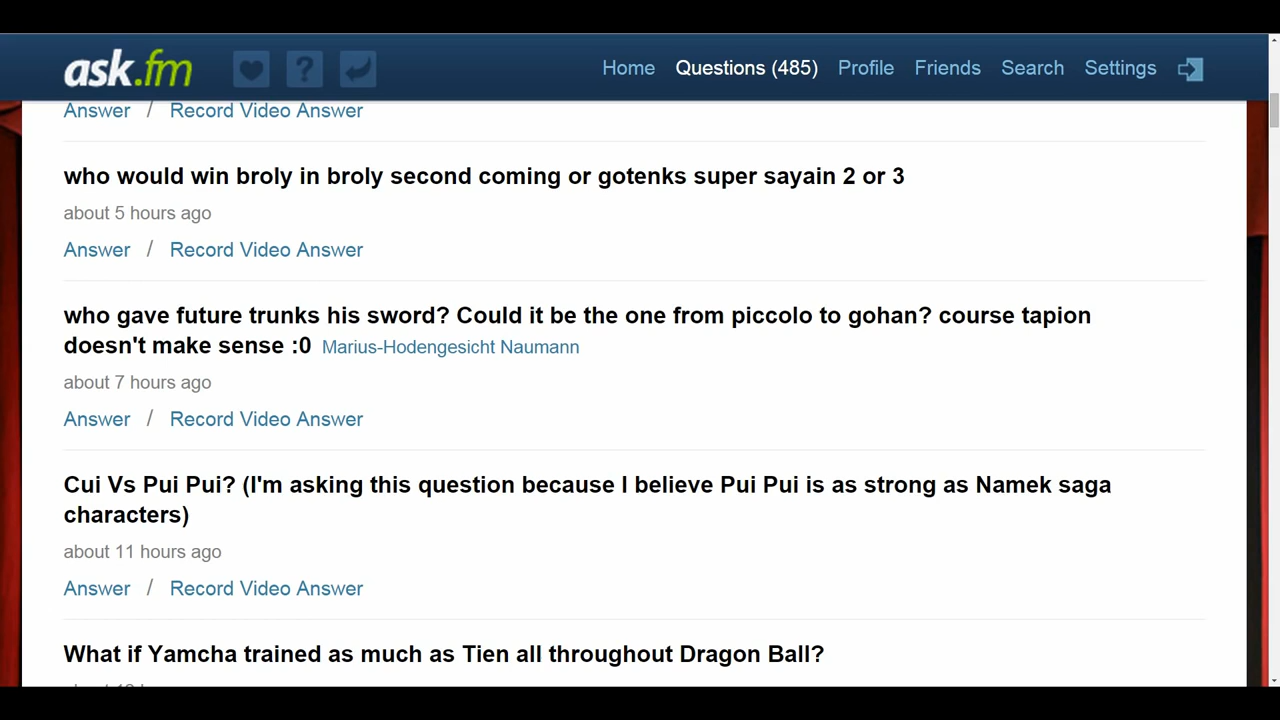 ask.fm Home Questions (485) Profile Friends Search Settings
Answer / Record Video Answer
who would win broly in broly second coming or gotenks super sayain 2 or 3
about 5 hours ago
Answer / Record Video Answer
who gave future trunks his sword? Could it be the one from piccolo to gohan? course tapion
doesn't make sense :0 Marius-Hodengesicht Naumann
about 7 hours ago
Answer / Record Video Answer
Cui Vs Pui Pui? (I'm asking this question because I believe Pui Pui is as strong as Namek saga
characters)
about 11 hours ago
Answer / Record Video Answer
What if Yamcha trained as much as Tien all throughout Dragon Ball?